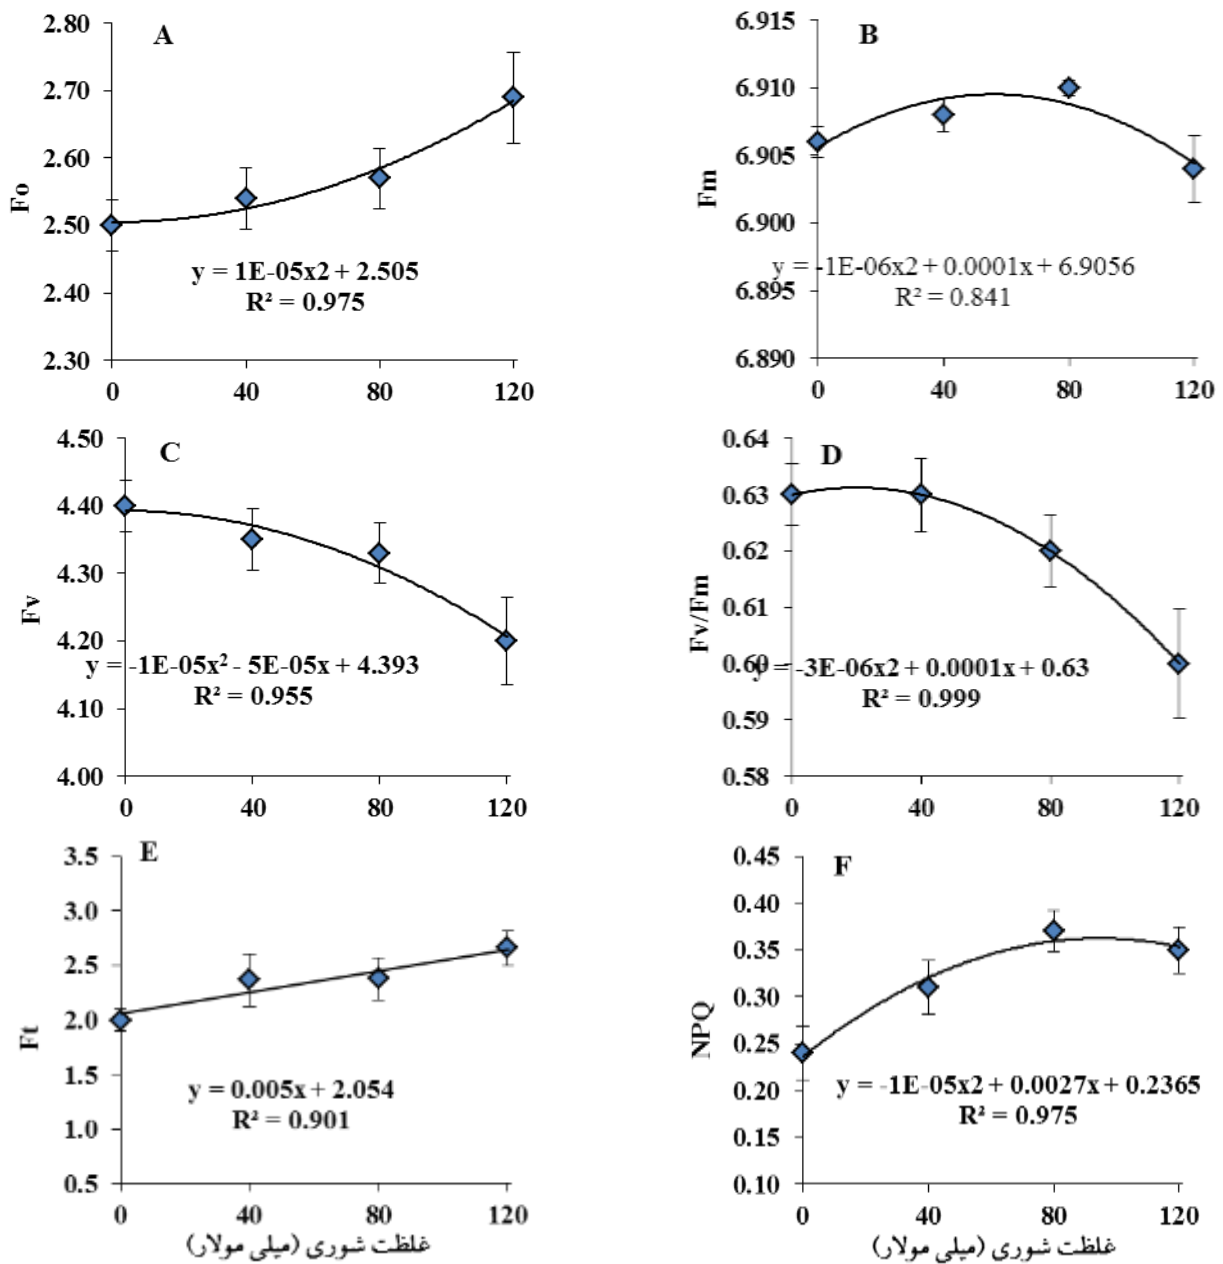 A
2.80
2.70
2.60
2.50
2.40
2.30
Fo
y = 1E-05x2 + 2.505
R² = 0.975
0 40 80 120
B
6.915
6.910
6.905
6.900
6.895
6.890
Fm
y = -1E-06x2 + 0.0001x + 6.9056
R² = 0.841
0 40 80 120
C
4.50
4.40
4.30
4.20
4.10
4.00
Fv
y = -1E-05x² - 5E-05x + 4.393
R² = 0.955
0 40 80 120
D
0.64
0.63
0.62
0.61
0.60
0.59
0.58
Fv/Fm
y = -3E-06x2 + 0.0001x + 0.63
R² = 0.999
0 40 80 120
E
3.5
3.0
2.5
2.0
1.5
1.0
0.5
Ft
y = 0.005x + 2.054
R² = 0.901
0 40 80 120
غلظت شوری (میلی مولار)
F
0.45
0.40
0.35
0.30
0.25
0.20
0.15
0.10
NPQ
y = -1E-05x2 + 0.0027x + 0.2365
R² = 0.975
0 40 80 120
غلظت شوری (میلی مولار)